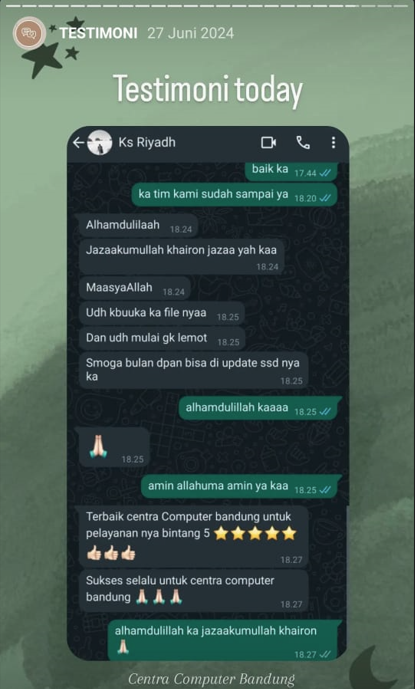 TESTIMONI 27 Juni 2024
Testimoni today
Ks Riyadh
baik ka 17.44
ka tim kami sudah sampai ya 18.20
Alhamdulilaah 18.24
Jazaakumullah khairon jazaa yah kaa
18.24
MaasyaAllah 18.24
Udh kbuuka ka file nyaa 18.25
Dan udh mulai gk lemot 18.25
Smoga bulan dpan bisa di update ssd nya
ka 18.25
alhamdulillah kaaaa 18.25
🙏🏻 18.25
amin allahuma amin ya kaa 18.25
Terbaik centra Computer bandung untuk
pelayanan nya bintang 5 ⭐⭐⭐⭐⭐
👍🏻👍🏻👍🏻 18.27
Sukses selalu untuk centra computer
bandung 🙏🏻🙏🏻🙏🏻 18.27
alhamdulillah ka jazaakumullah khairon
🙏🏻 18.27
Centra Computer Bandung